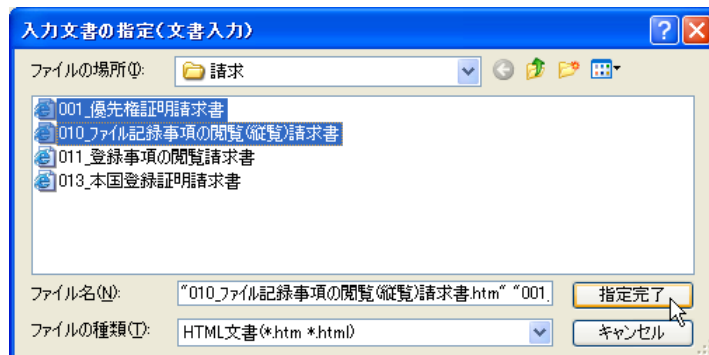 入力文書の指定(文書入力)
ファイルの場所(I):
請求
001_優先権証明請求書
010_ファイル記録事項の閲覧(縦覧)請求書
011_登録事項の閲覧請求書
013_本国登録証明請求書
ファイル名(N):
"010_ファイル記録事項の閲覧(縦覧)請求書.htm" "001_
指定完了
ファイルの種類(T):
HTML文書(*.htm *.html)
キャンセル